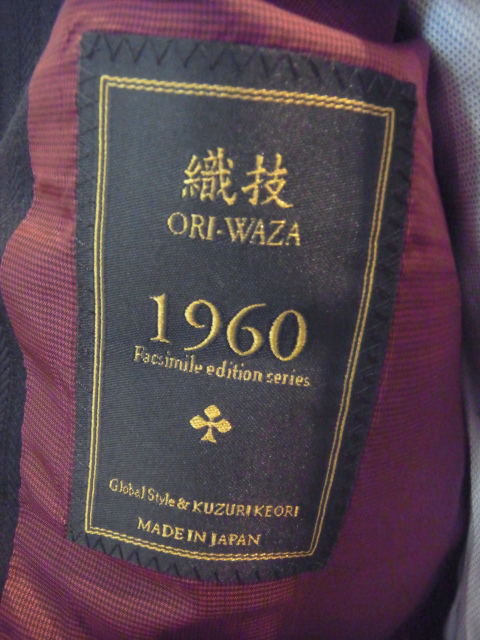 織技
ORI-WAZA
1960
Facsimile edition series
Global Style & KUZURI KEORI
MADE IN JAPAN